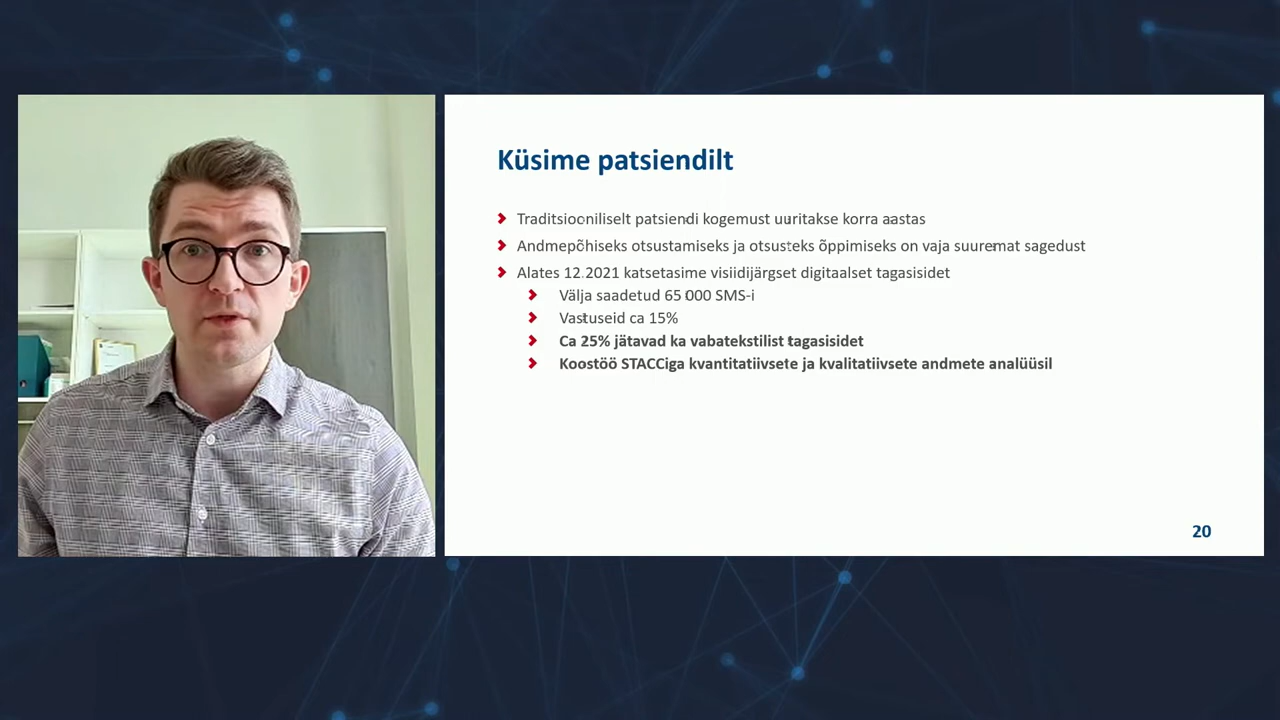 Küsime patsiendilt
Traditsiooniliselt patsiendi kogemust uuritakse korra aastas
Andmepõhiseks otsustamiseks ja otsusteks õppimiseks on vaja suuremat sagedust
Alates 12.2021 katsetasime visiidijärgset digitaalset tagasisidet
Välja saadetud 65 000 SMS-i
Vastuseid ca 15%
Ca 25% jätavad ka vabatekstilist tagasisidet
Koostöö STACCiga kvantitatiivsete ja kvalitatiivsete andmete analüüsil
20